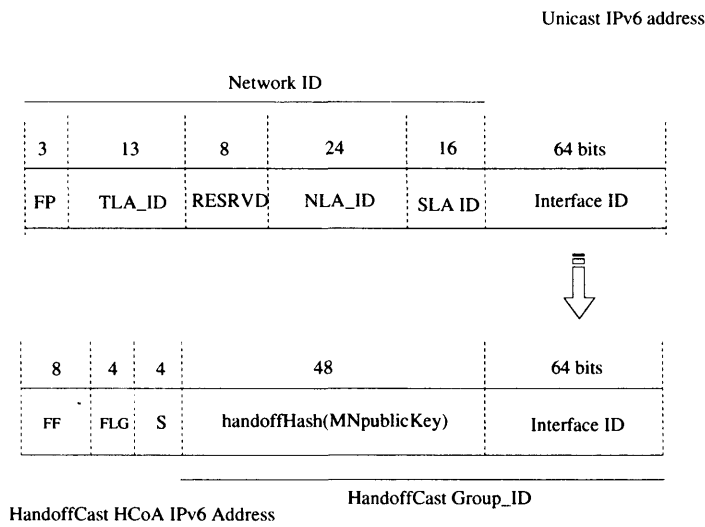 Unicast IPv6 address
Network ID
3 13 8 24 16 64 bits
FP TLA_ID RESRVD NLA_ID SLA ID Interface ID
8 4 4 48 64 bits
FF FLG S handoffHash(MNpublicKey) Interface ID
HandoffCast Group_ID
HandoffCast HCoA IPv6 Address